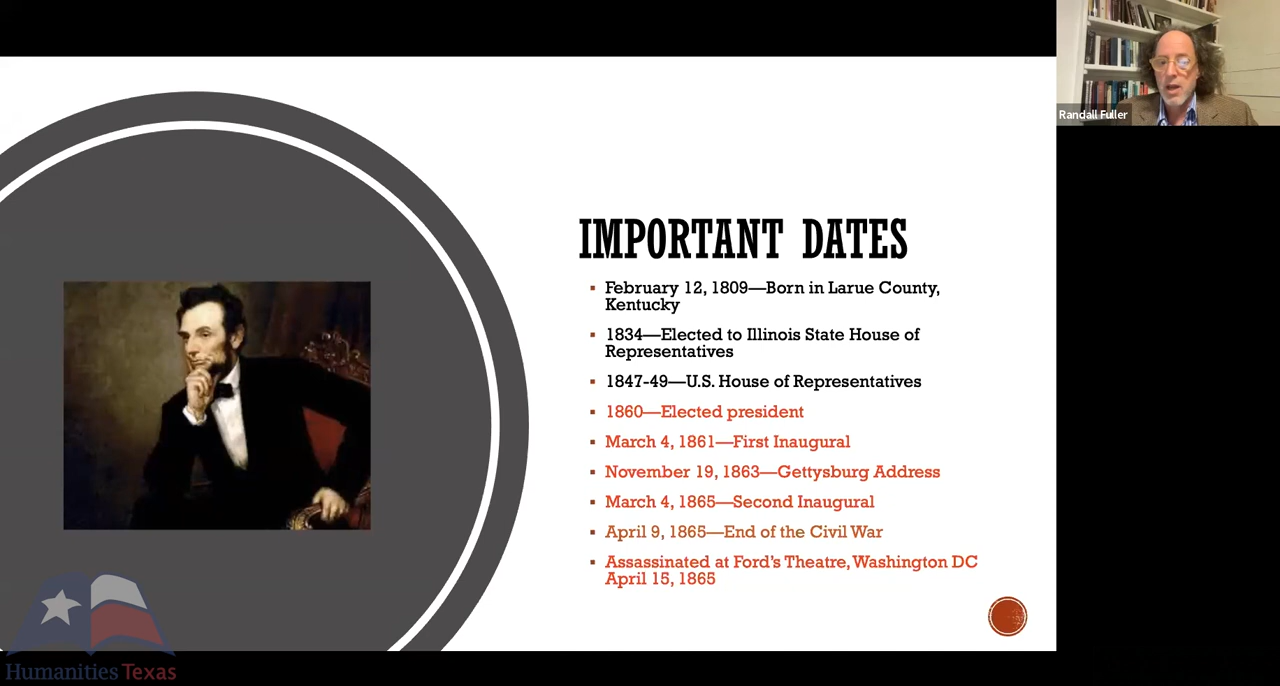 Randall Fuller
IMPORTANT DATES
▪ February 12, 1809—Born in Larue County,
Kentucky
▪ 1834—Elected to Illinois State House of
Representatives
▪ 1847-49—U.S. House of Representatives
▪ 1860—Elected president
▪ March 4, 1861—First Inaugural
▪ November 19, 1863—Gettysburg Address
▪ March 4, 1865—Second Inaugural
▪ April 9, 1865—End of the Civil War
▪ Assassinated at Ford's Theatre, Washington DC
April 15, 1865
Humanities Texas